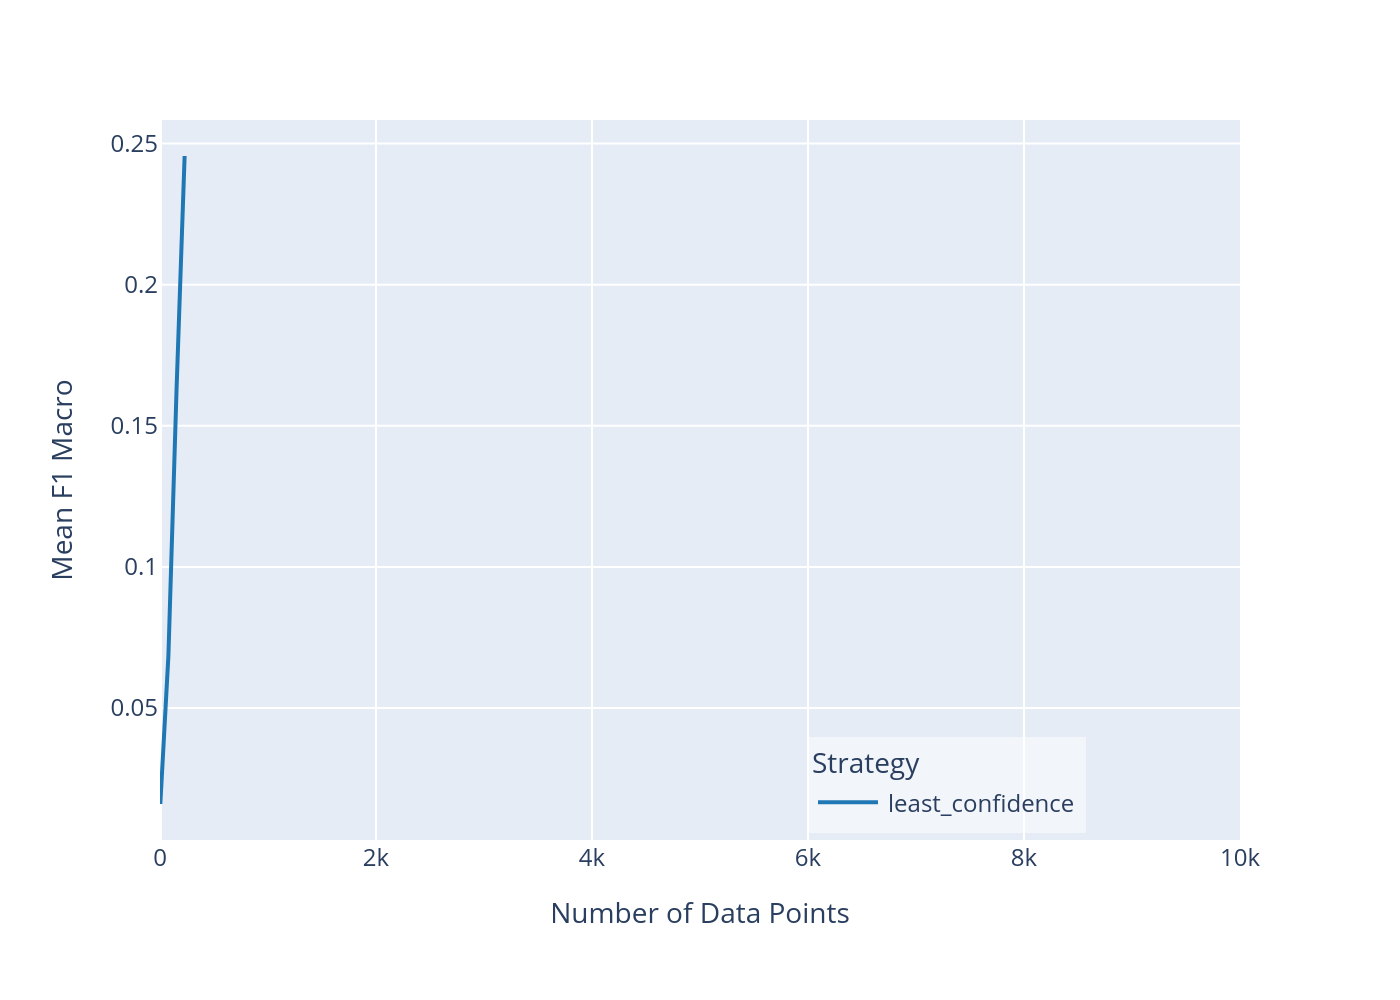 0.25
0.2
0.15
0.1
0.05
Mean F1 Macro
0 2k 4k 6k 8k 10k
Number of Data Points
Strategy
least_confidence